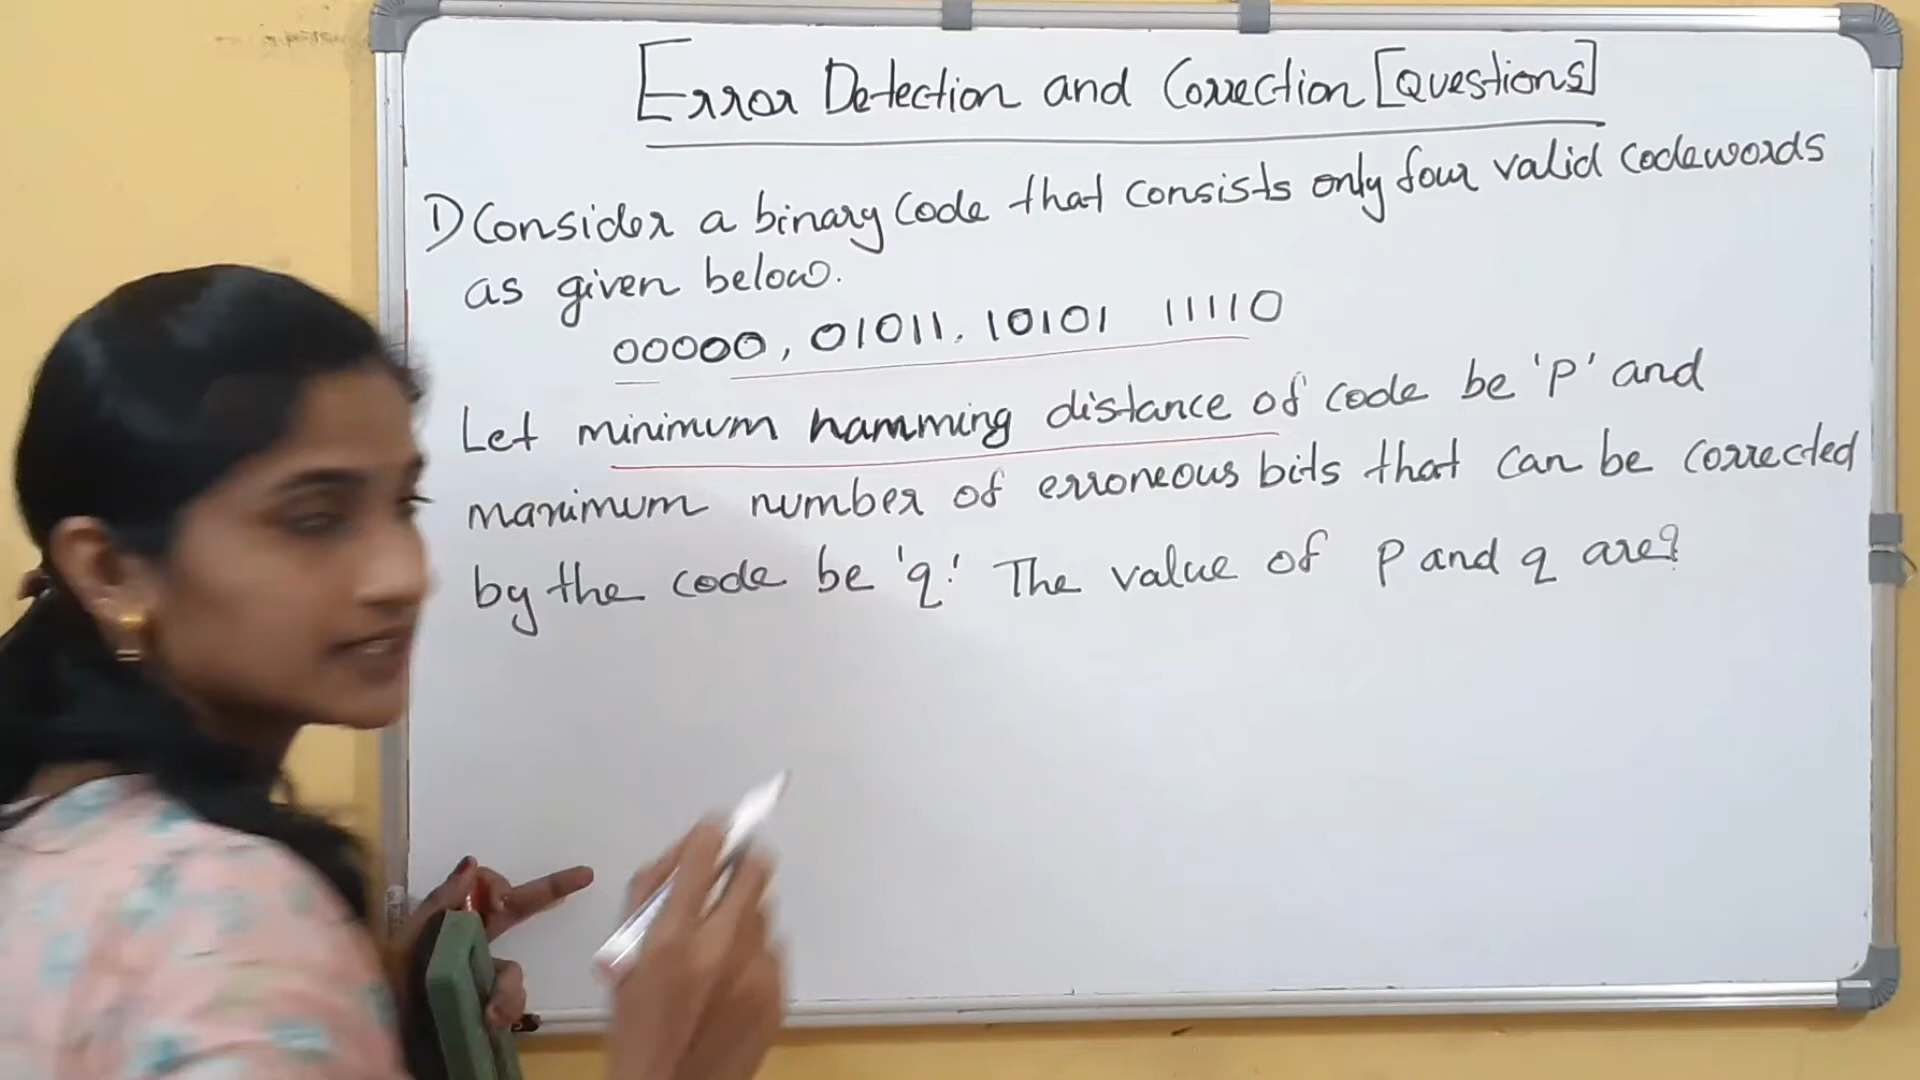 Error Detection and Correction [Questions]
1) Consider a binary code that consists only four valid codewords
as given below.
00000, 01011, 10101 11110
Let minimum hamming distance of code be 'p' and
maximum number of erroneous bits that can be corrected
by the code be 'q'. The value of p and q are?